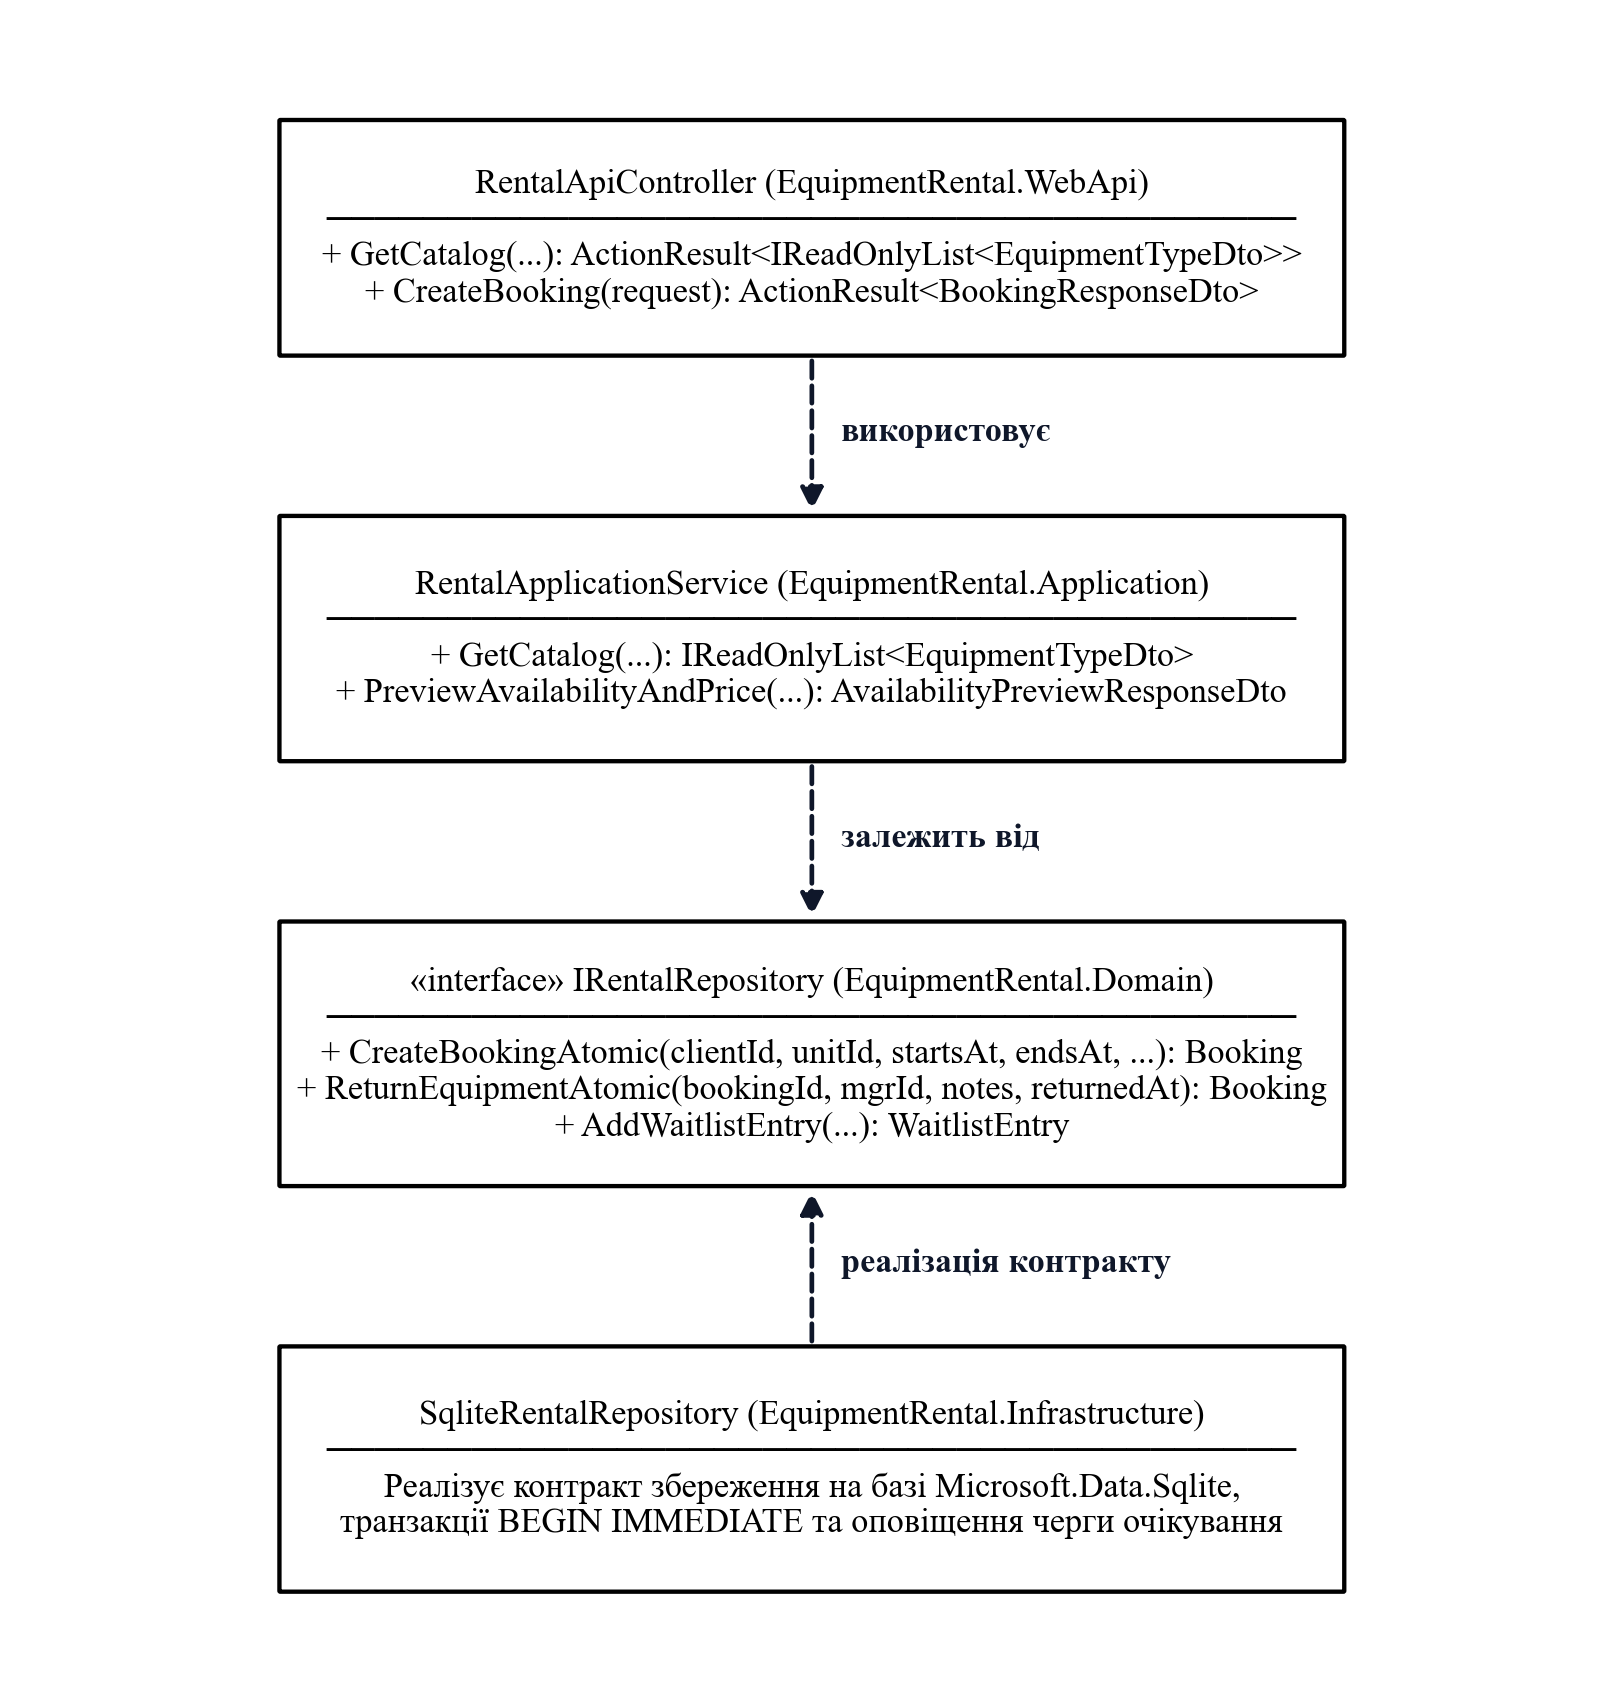 RentalApiController (EquipmentRental.WebApi)
+ GetCatalog(...): ActionResult<IReadOnlyList<EquipmentTypeDto>>
+ CreateBooking(request): ActionResult<BookingResponseDto>
використовує
RentalApplicationService (EquipmentRental.Application)
+ GetCatalog(...): IReadOnlyList<EquipmentTypeDto>
+ PreviewAvailabilityAndPrice(...): AvailabilityPreviewResponseDto
залежить від
«interface» IRentalRepository (EquipmentRental.Domain)
+ CreateBookingAtomic(clientId, unitId, startsAt, endsAt, ...): Booking
+ ReturnEquipmentAtomic(bookingId, mgrId, notes, returnedAt): Booking
+ AddWaitlistEntry(...): WaitlistEntry
реалізація контракту
SqliteRentalRepository (EquipmentRental.Infrastructure)
Реалізує контракт збереження на базі Microsoft.Data.Sqlite,
транзакції BEGIN IMMEDIATE та оповіщення черги очікування